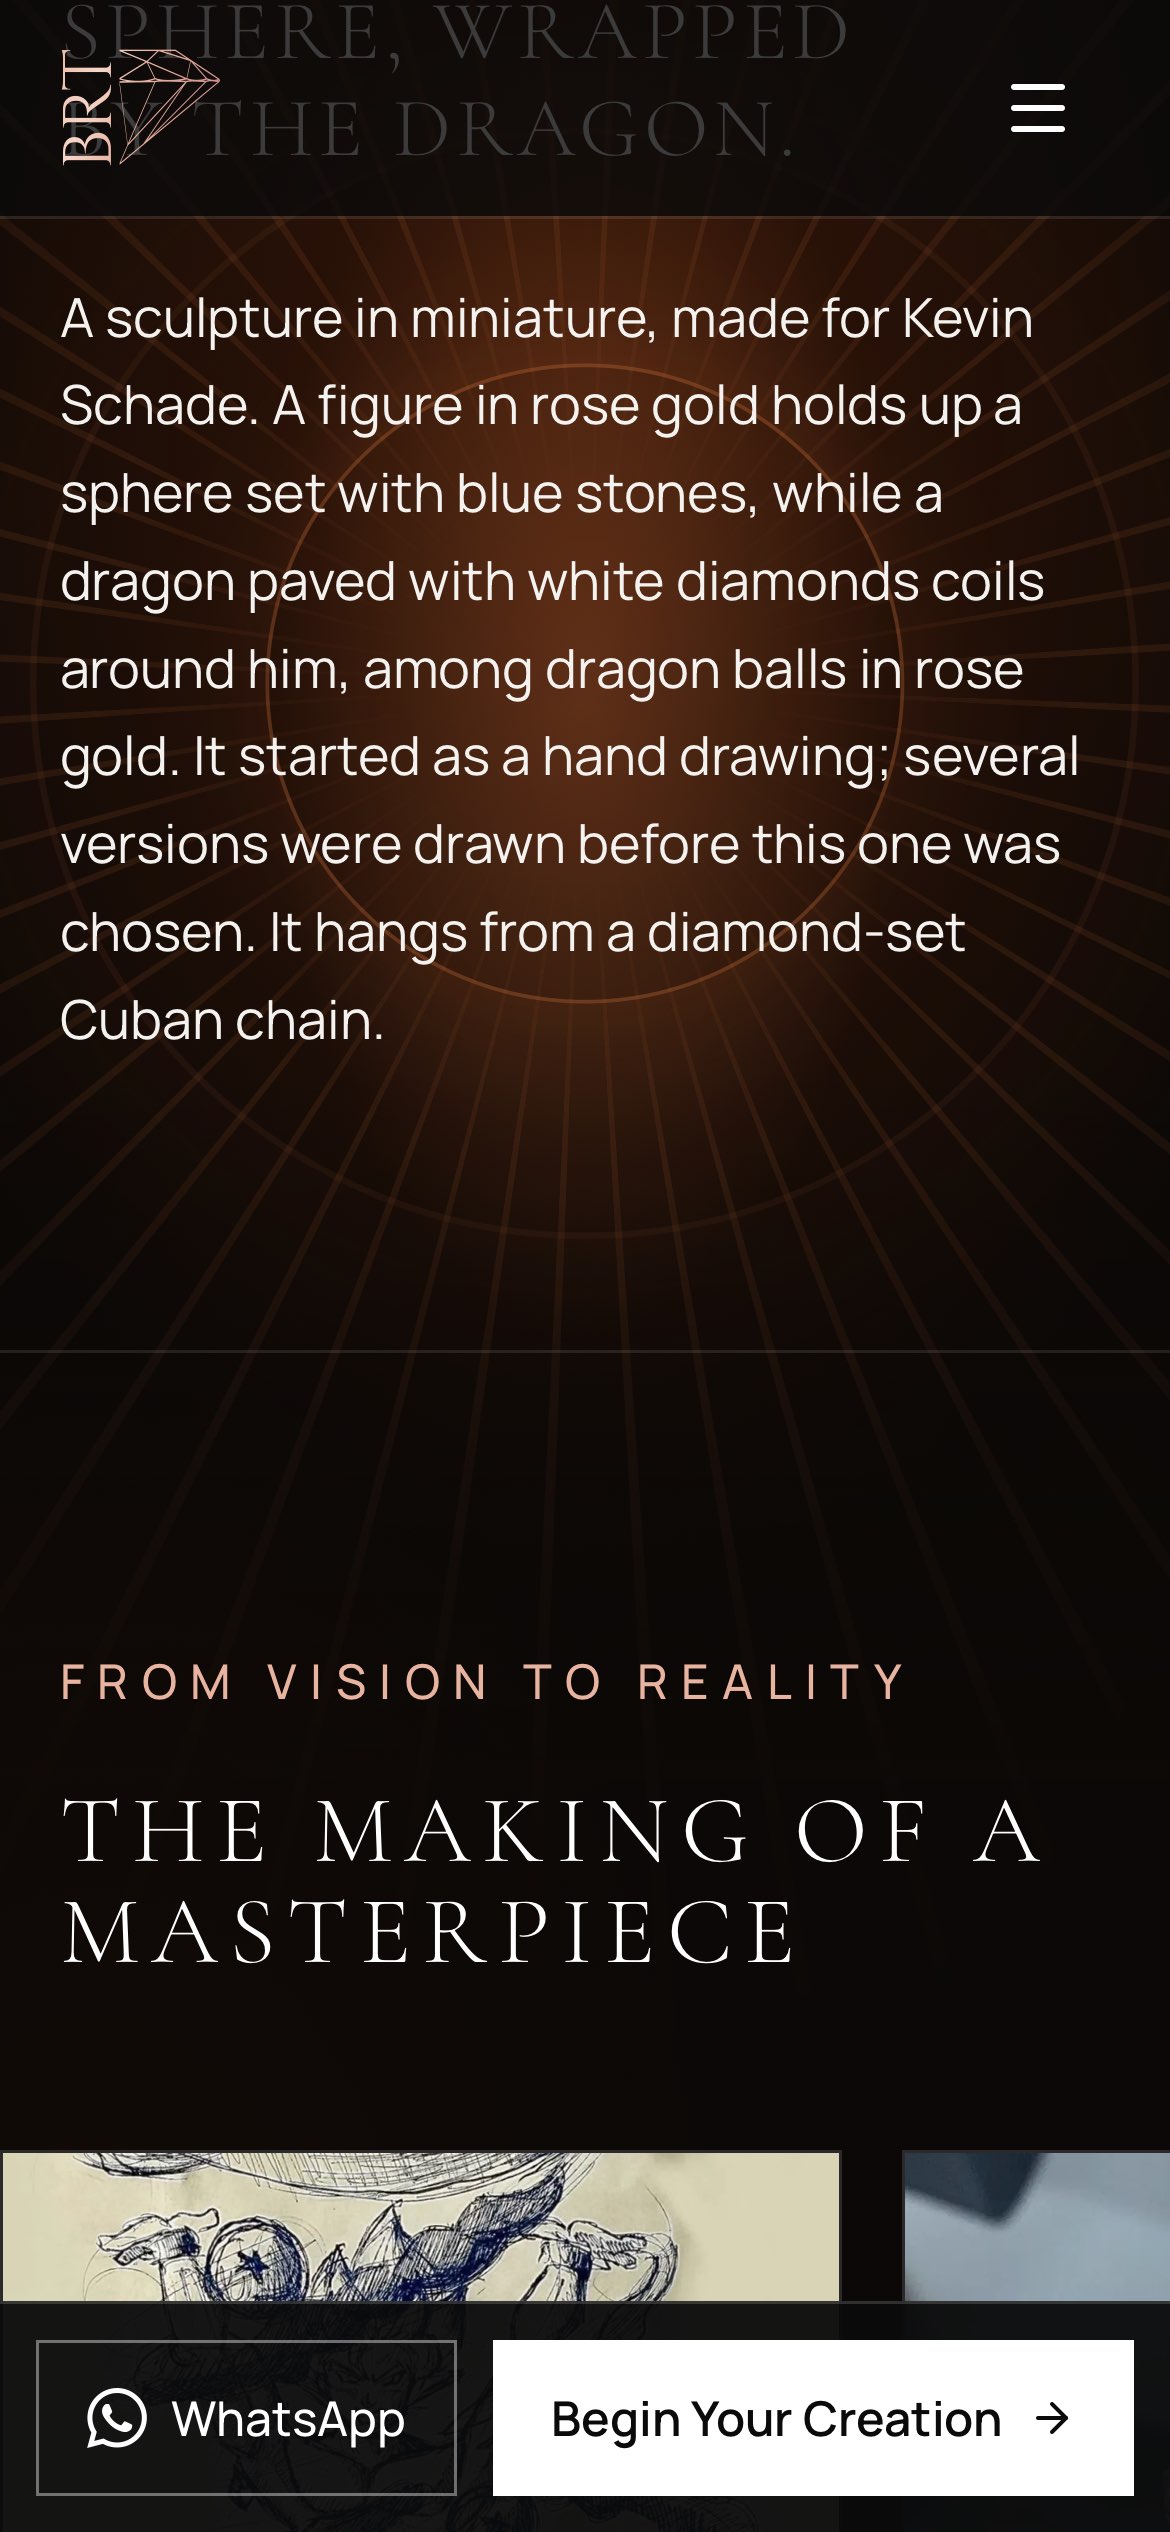 SPHERE, WRAPPED
BY THE DRAGON.
BRT
A sculpture in miniature, made for Kevin
Schade. A figure in rose gold holds up a
sphere set with blue stones, while a
dragon paved with white diamonds coils
around him, among dragon balls in rose
gold. It started as a hand drawing; several
versions were drawn before this one was
chosen. It hangs from a diamond-set
Cuban chain.
FROM VISION TO REALITY
THE MAKING OF A
MASTERPIECE
WhatsApp
Begin Your Creation →